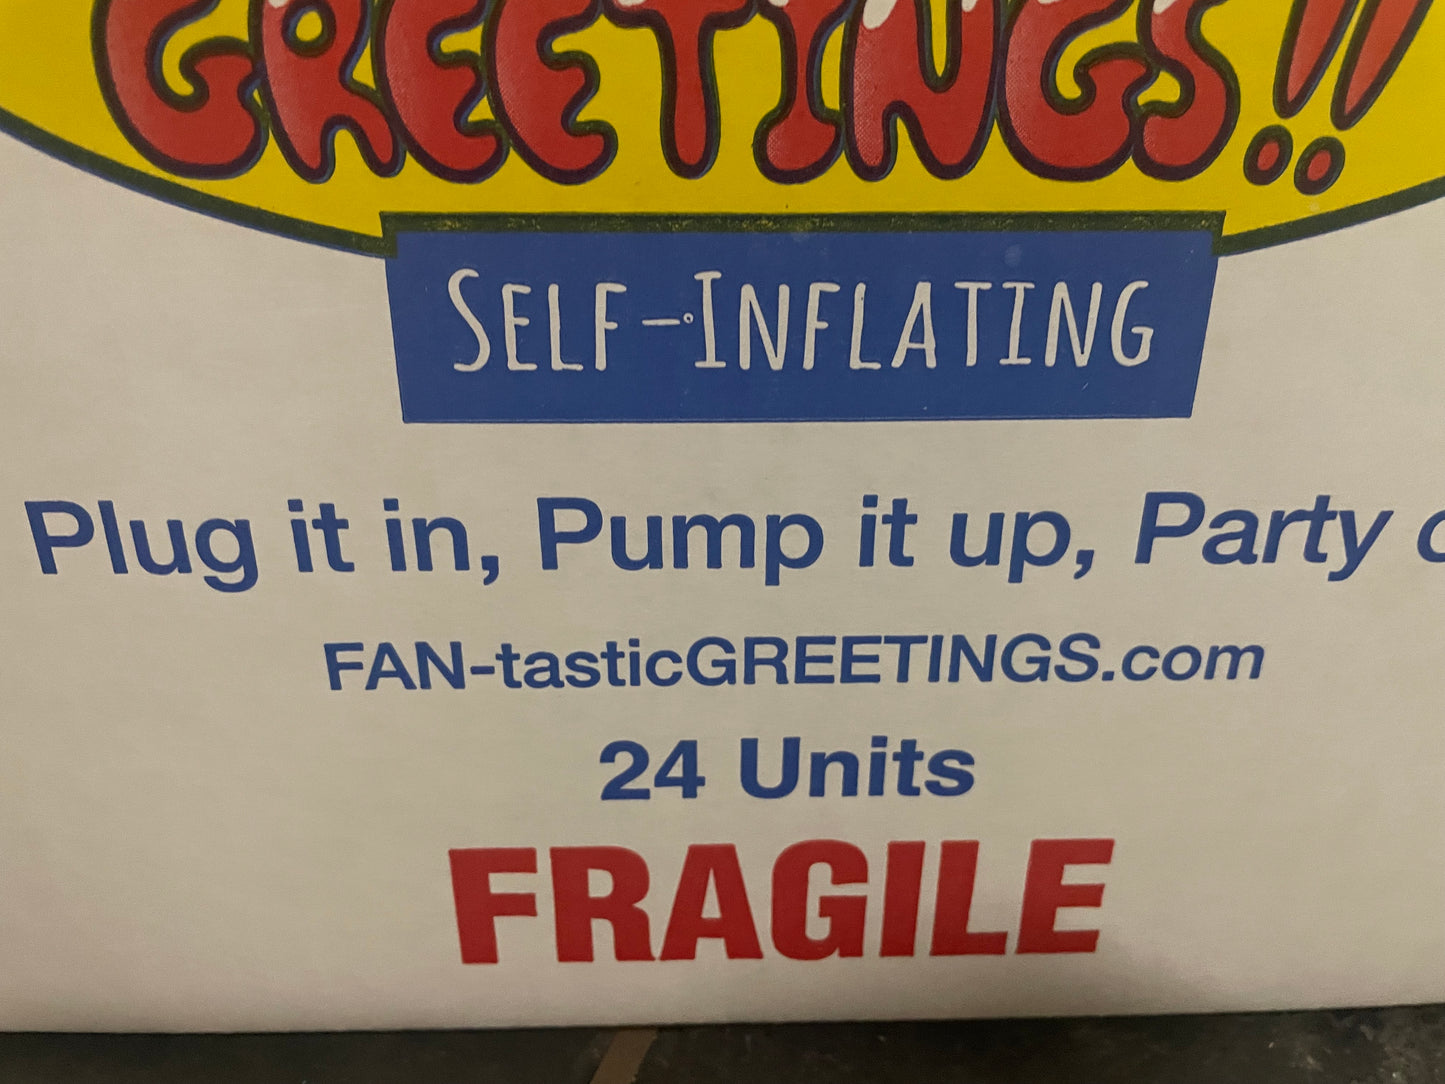 GREETINGS!!
SELF-INFLATING
Plug it in, Pump it up, Party
FAN-tasticGREETINGS.com
24 Units
FRAGILE